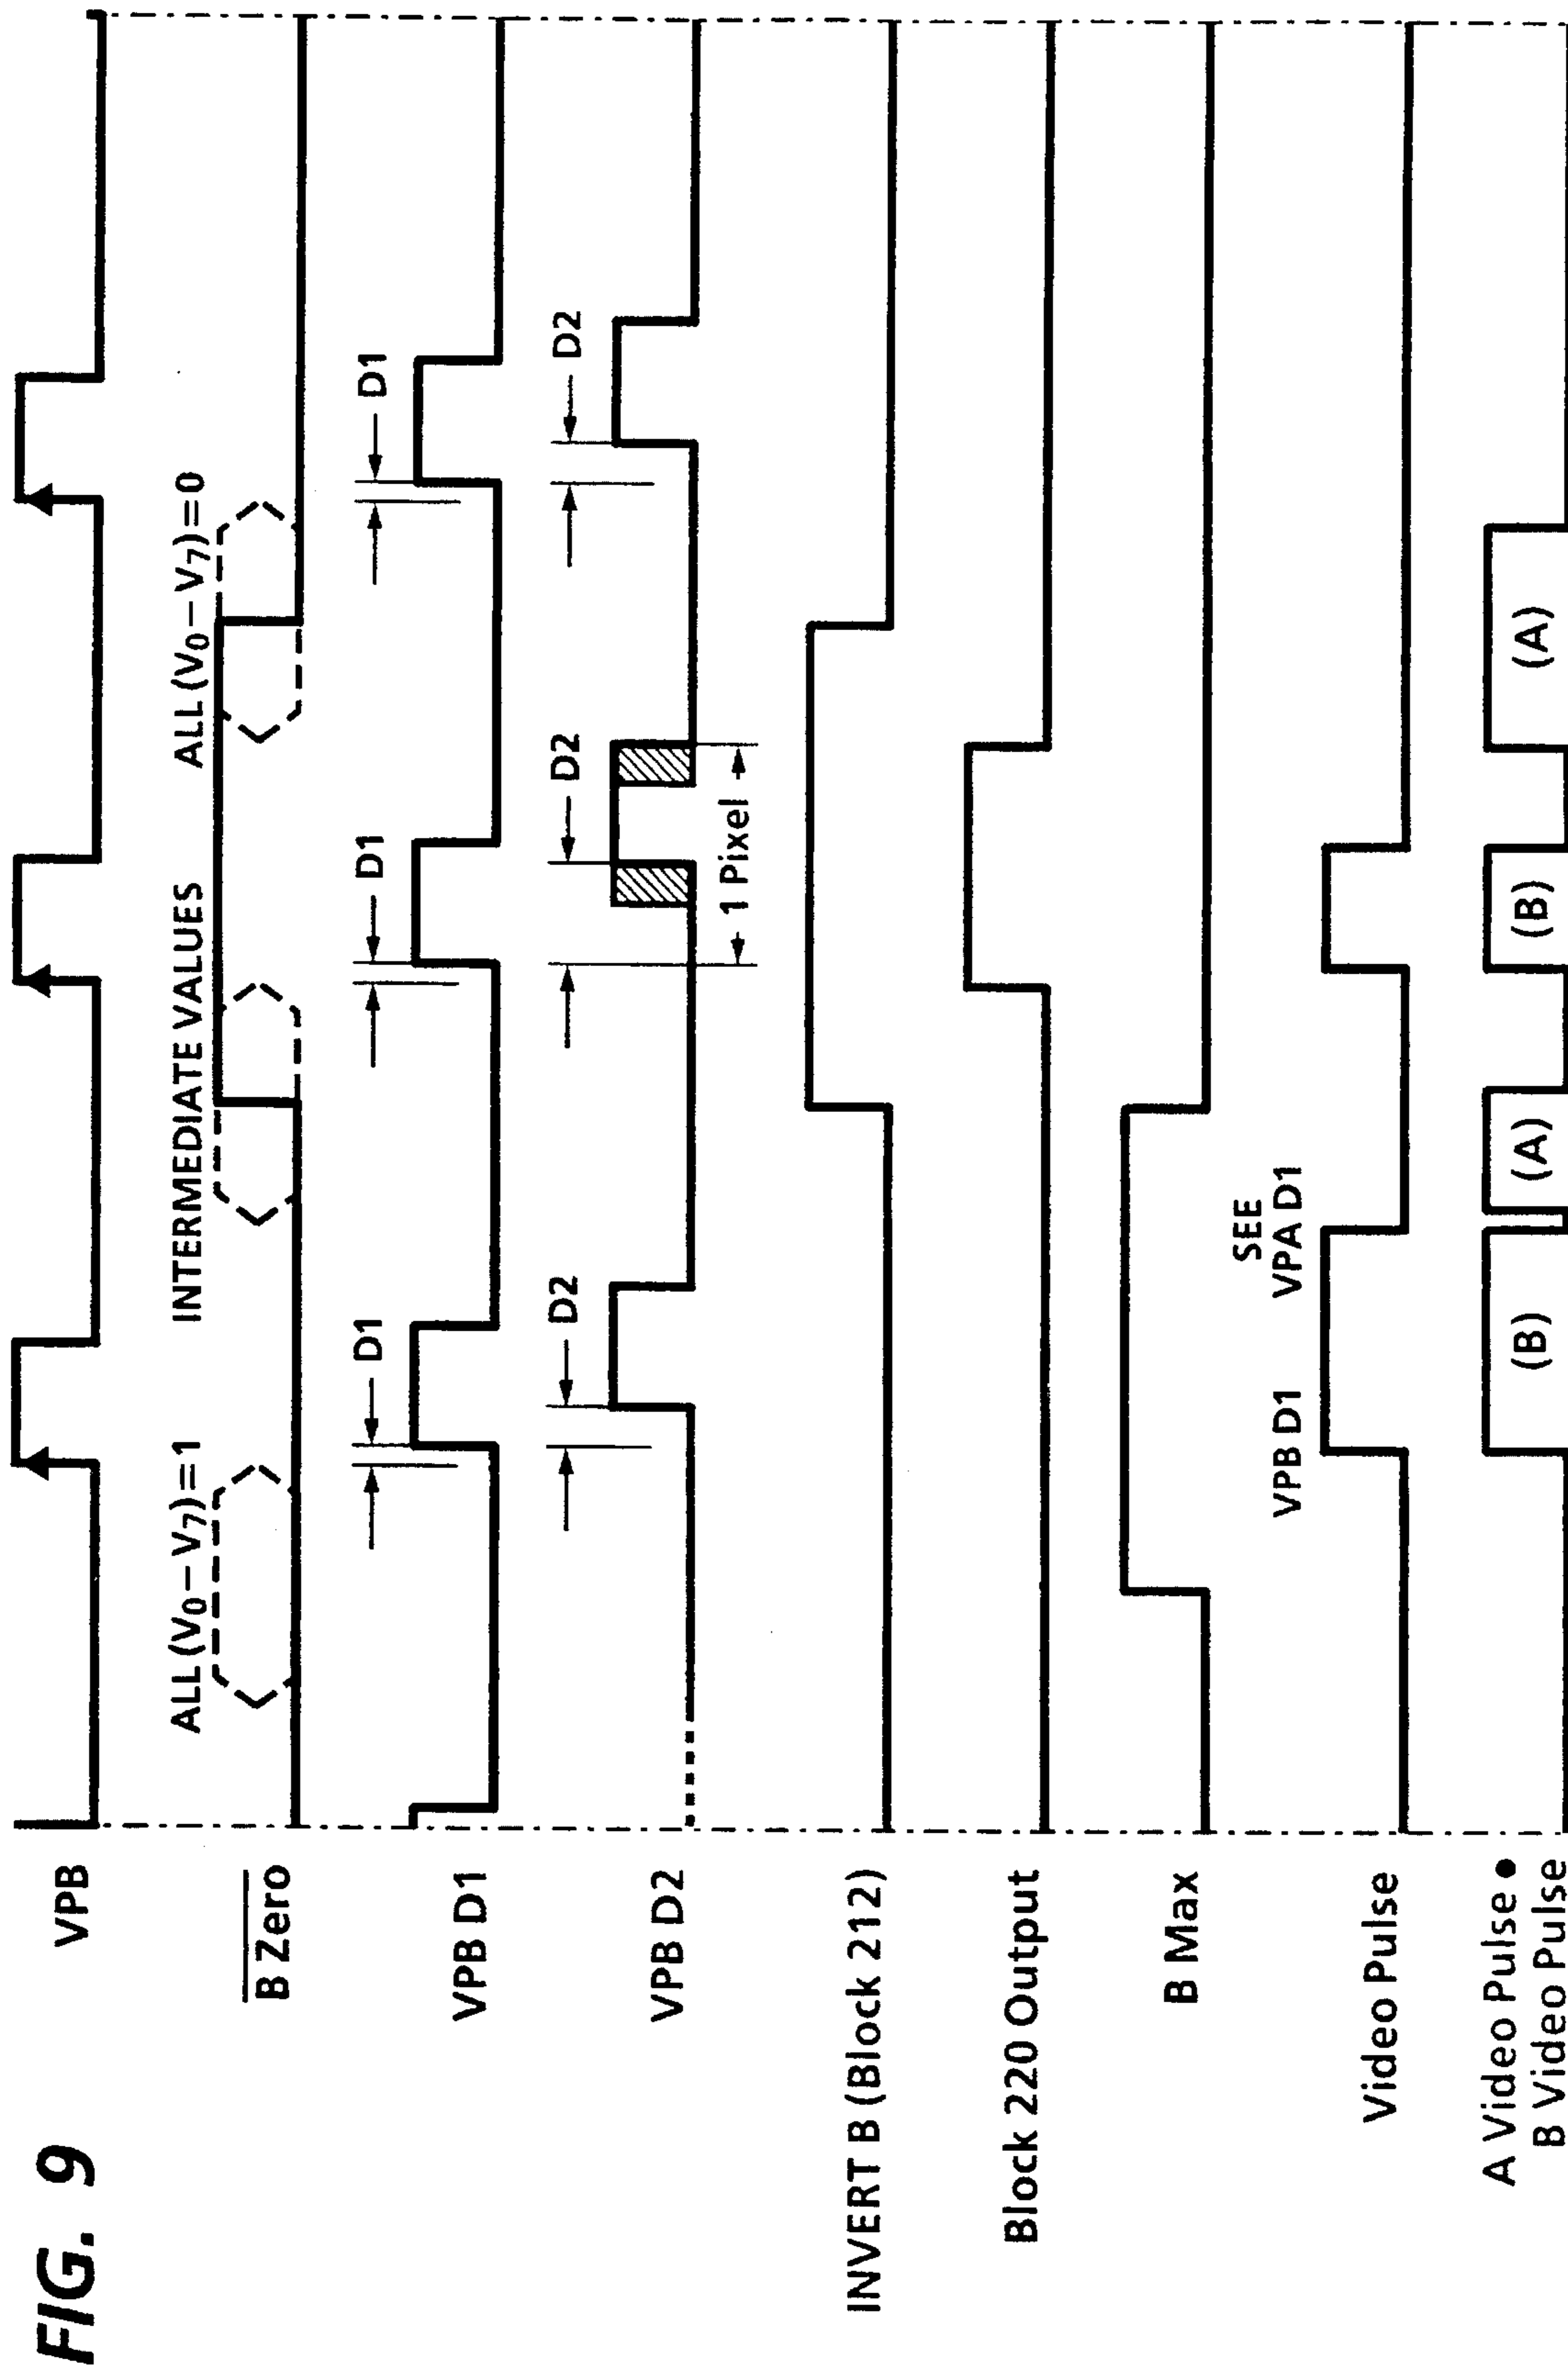 FIG. 9
VPB
B Zero
ALL (V0 – V7) = 1
INTERMEDIATE VALUES
ALL (V0 – V7) = 0
VPB D1
D1
D1
D1
VPB D2
D2
D2
D2
1 Pixel
INVERT B (Block 212)
Block 220 Output
B Max
Video Pulse
VPB D1
SEE
VPA D1
A Video Pulse •
B Video Pulse
(B)
(A)
(B)
(A)